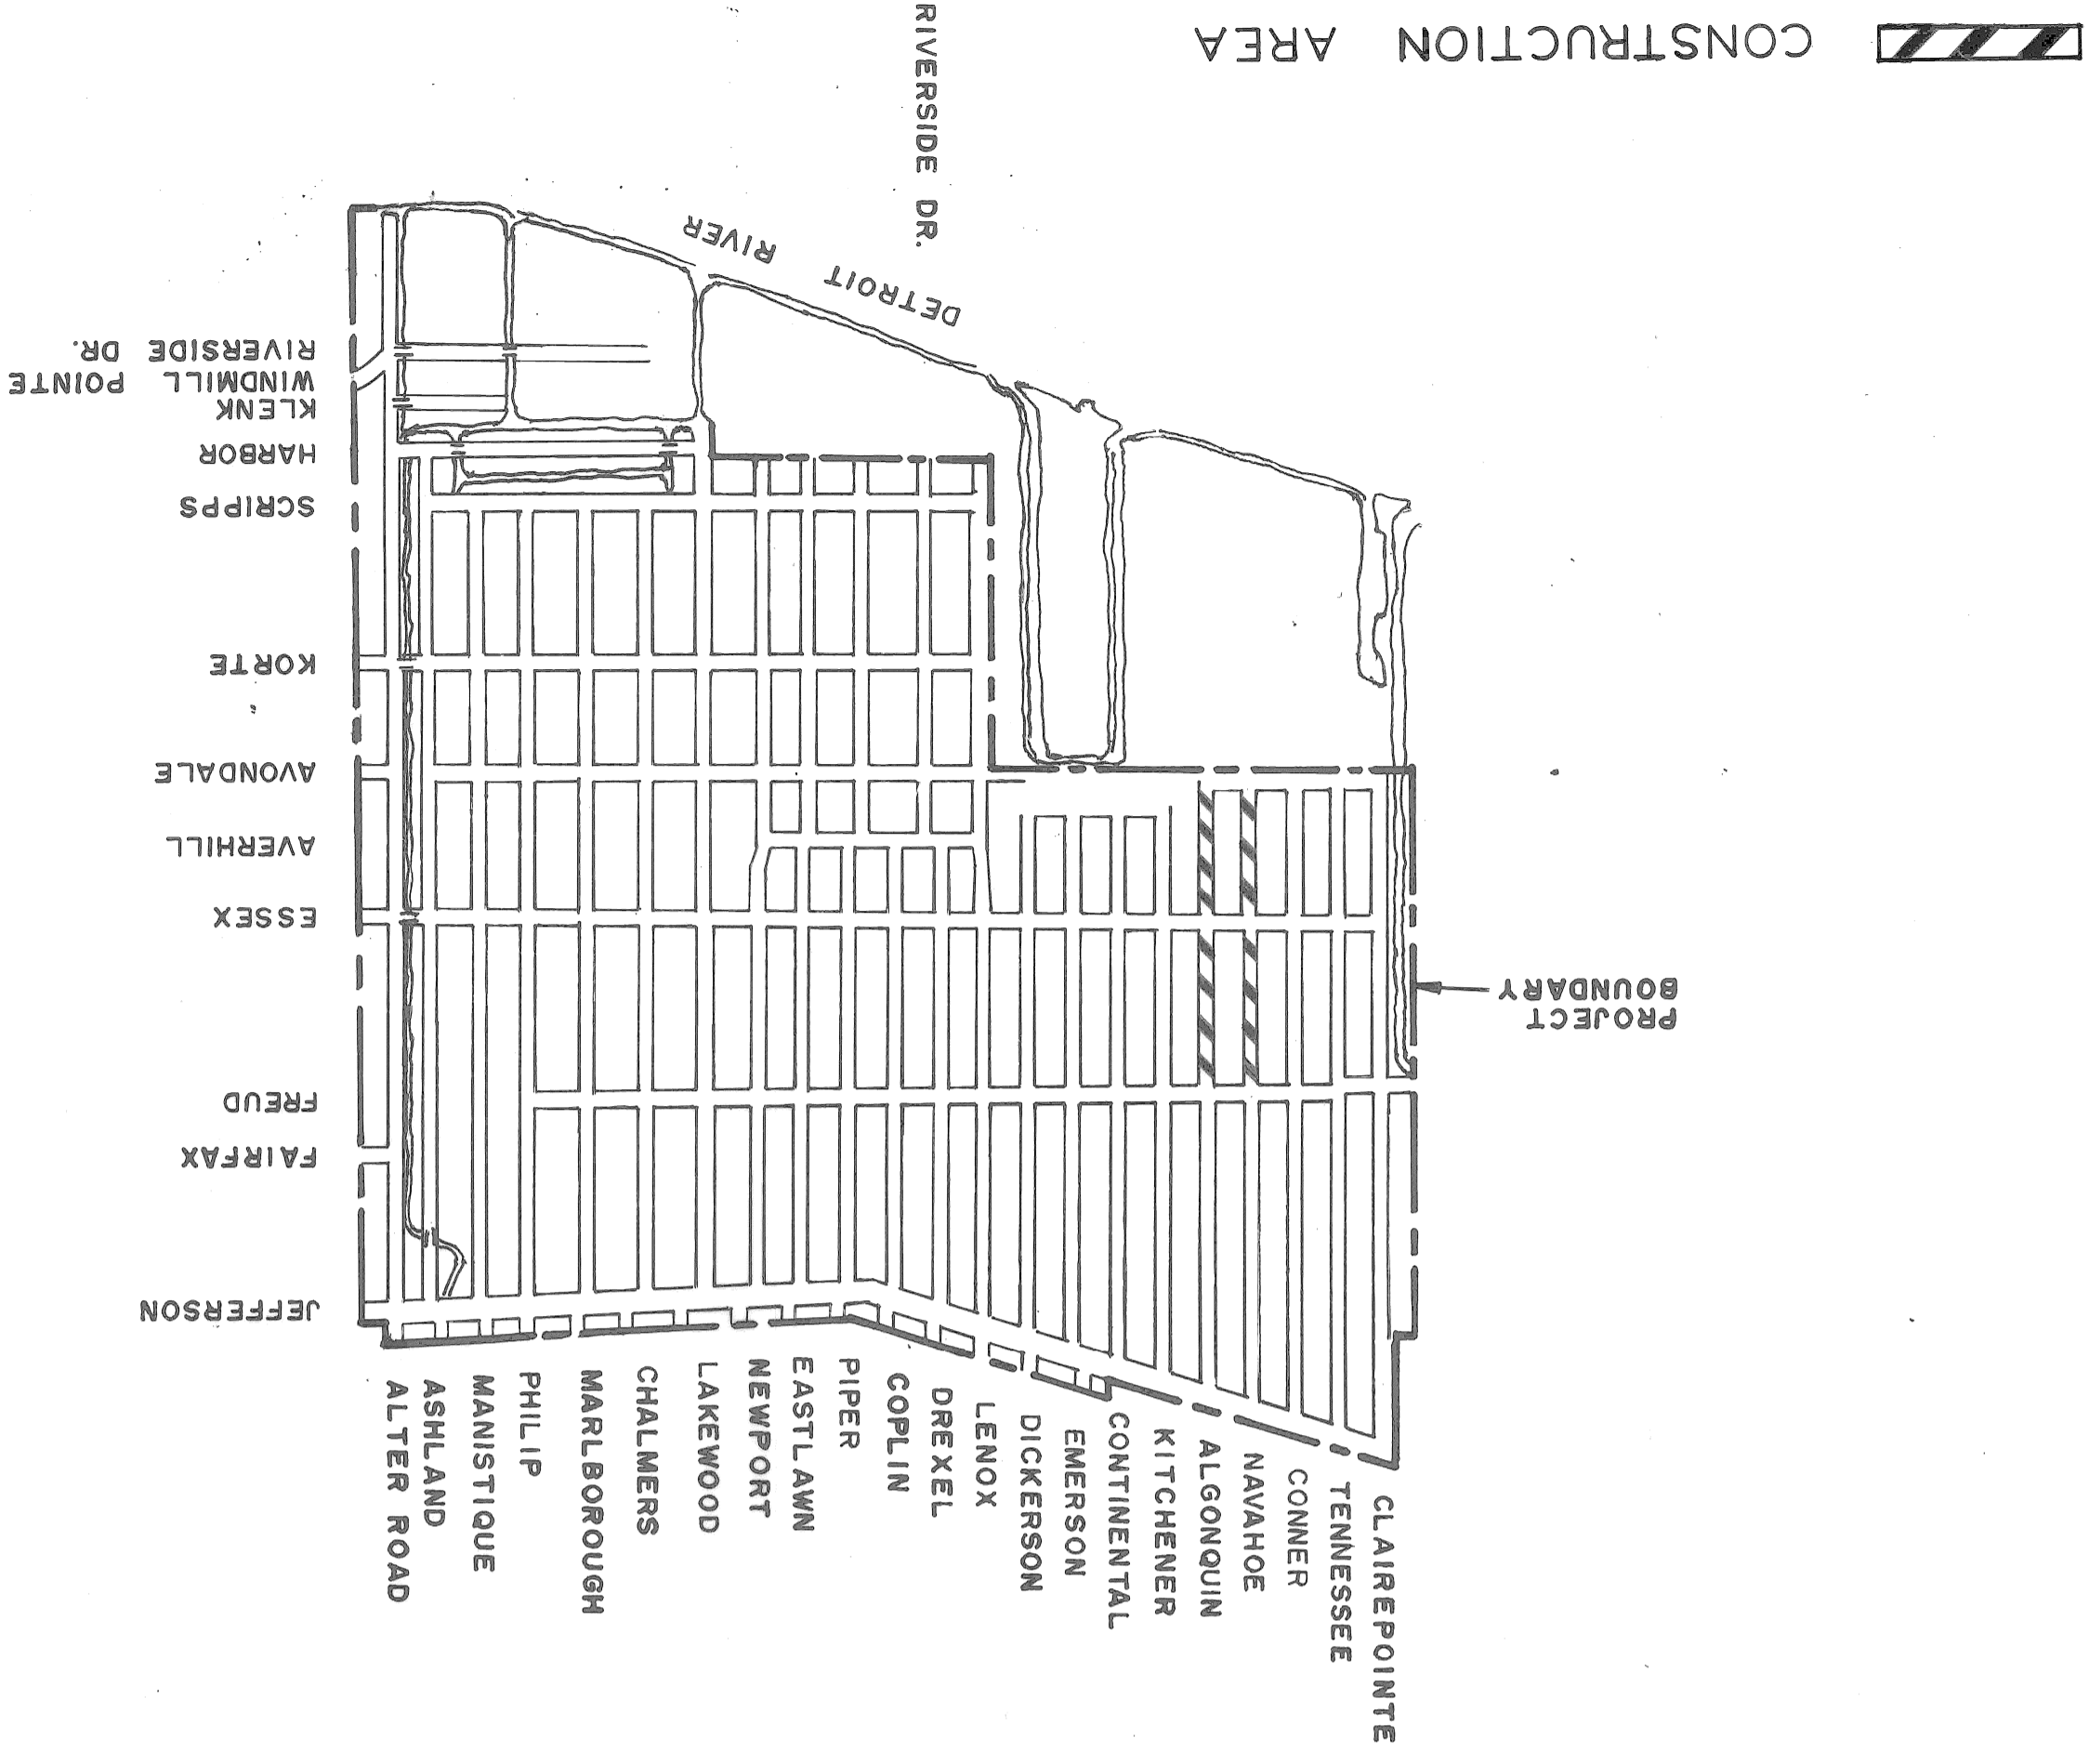 CLAIREPOINTE
TENNESSEE
CONNER
NAVAHOE
ALGONQUIN
KITCHENER
CONTINENTAL
EMERSON
DICKERSON
LENOX
DREXEL
COPLIN
PIPER
EASTLAWN
NEWPORT
LAKEWOOD
CHALMERS
MARLBOROUGH
PHILIP
MANISTIQUE
ASHLAND
ALTER ROAD
JEFFERSON
FAIRFAX
FREUD
PROJECT
BOUNDARY
ESSEX
AVERHILL
AVONDALE
KORTE
SCRIPPS
HARBOR
KLENK
WINDMILL POINTE
RIVERSIDE DR.
DETROIT RIVER
RIVERSIDE DR.
CONSTRUCTION AREA